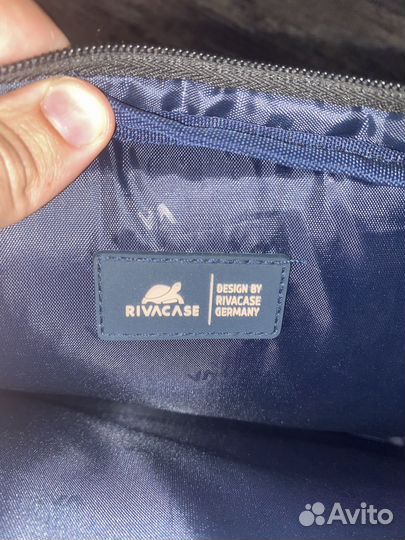 RIVACASE
DESIGN BY
RIVACASE
GERMANY
Avito